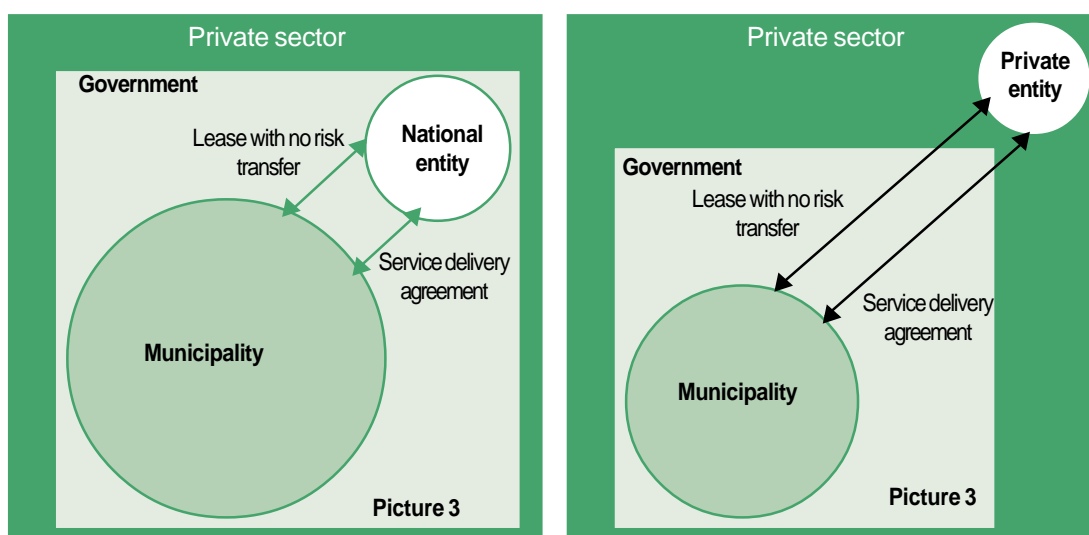 Private sector
Government
Lease with no risk
transfer
National
entity
Service delivery
agreement
Municipality
Picture 3
Private sector
Private
entity
Government
Lease with no risk
transfer
Service delivery
agreement
Municipality
Picture 3